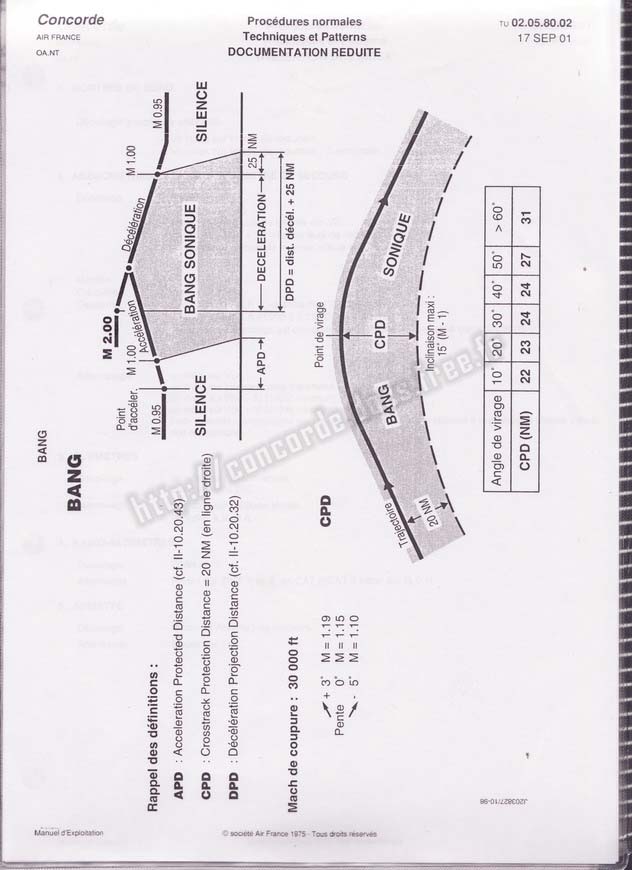 Concorde
AIR FRANCE
OA.NT
Procédures normales
Techniques et Patterns
DOCUMENTATION REDUITE
TU 02.05.80.02
17 SEP 01
BANG
BANG
Rappel des définitions :
APD : Acceleration Protected Distance (cf. II-10.20.43)
CPD : Crosstrack Protection Distance = 20 NM (en ligne droite)
DPD : Décélération Projection Distance (cf. II-10.20.32)
Mach de coupure : 30 000 ft
+ 3° M = 1.19
Pente 0° M = 1.15
- 5° M = 1.10
M 0.95
Point
d'accéler.
M 1.00
Accélération
M 2.00
Décélération
M 1.00
M 0.95
SILENCE
BANG SONIQUE
SILENCE
APD
DECELERATION
25 NM
DPD = dist. décél. + 25 NM
CPD
Trajectoire
20 NM
BANG
Point de virage
CPD
SONIQUE
Inclinaison maxi :
15° (M - 1)
Angle de virage 10° 20° 30° 40° 50° > 60°
CPD (NM) 22 23 24 24 27 31
http://concorde.
free.fr
J203827/10-98
Manuel d'Exploitation
© société Air France 1975 - Tous droits réservés